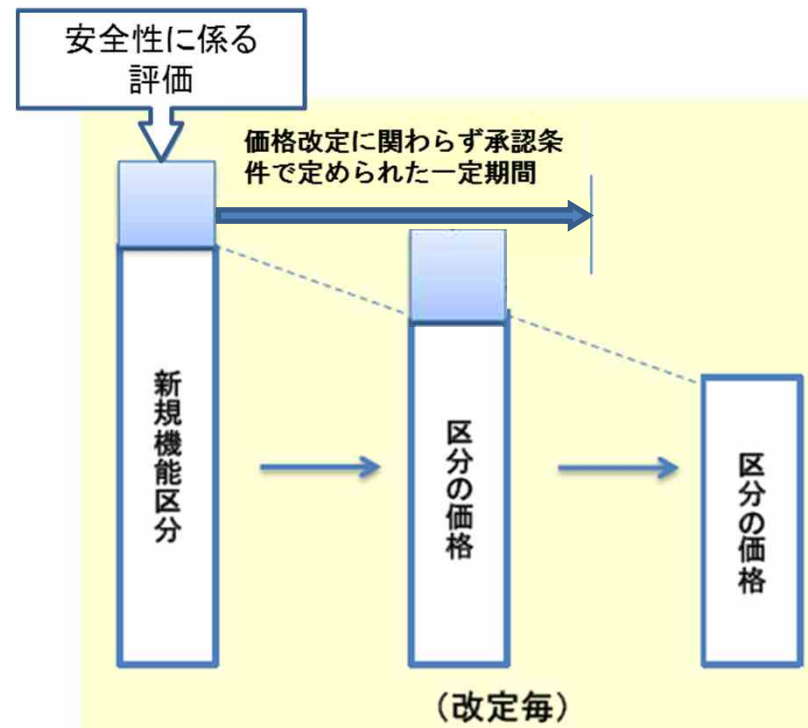 安全性に係る
評価
価格改定に関わらず承認条
件で定められた一定期間
新規機能区分
区分の価格
区分の価格
（改定毎）